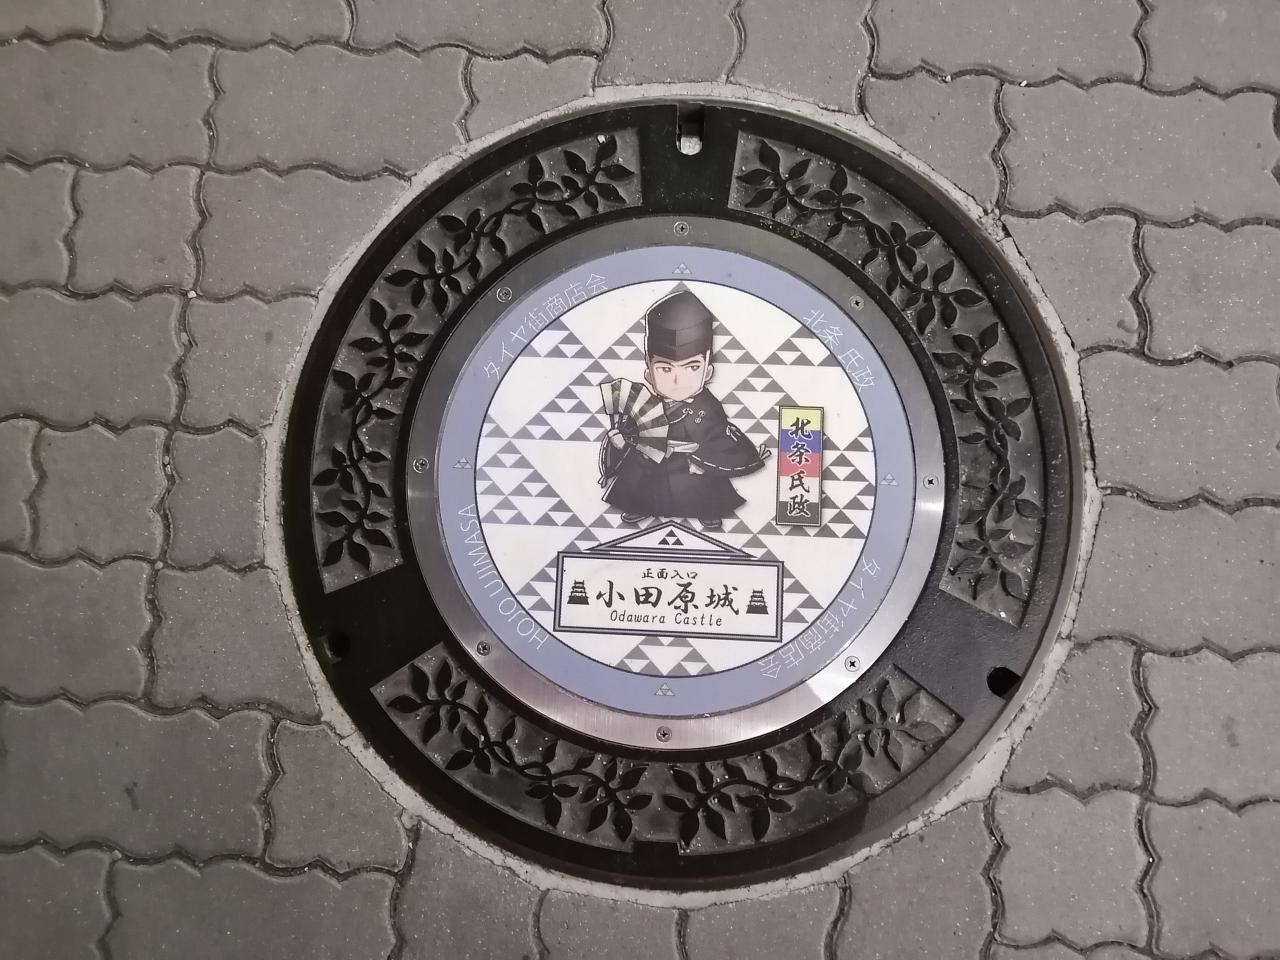 ダイヤ街商店会
北条 氏政
北条氏政
正面入口
小田原城
Odawara Castle
HOJO UJIMASA
ダイヤ街商店会